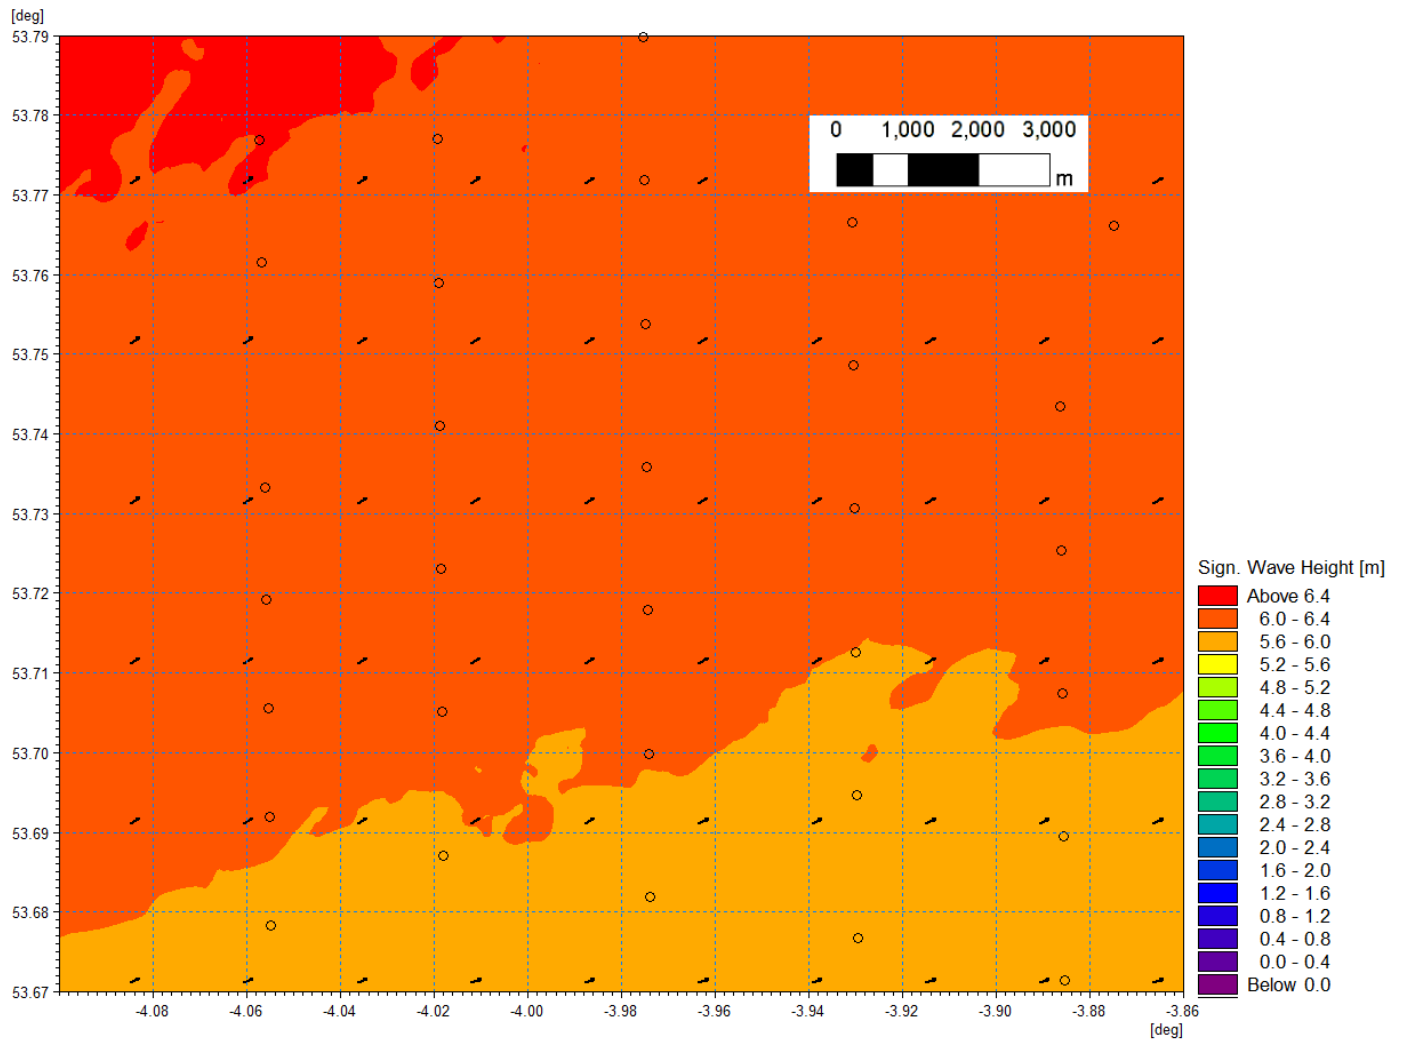 [deg]
53.79
53.78
53.77
53.76
53.75
53.74
53.73
53.72
53.71
53.70
53.69
53.68
53.67
0 1,000 2,000 3,000
m
-4.08 -4.06 -4.04 -4.02 -4.00 -3.98 -3.96 -3.94 -3.92 -3.90 -3.88 -3.86
[deg]
Sign. Wave Height [m]
Above 6.4
6.0 - 6.4
5.6 - 6.0
5.2 - 5.6
4.8 - 5.2
4.4 - 4.8
4.0 - 4.4
3.6 - 4.0
3.2 - 3.6
2.8 - 3.2
2.4 - 2.8
2.0 - 2.4
1.6 - 2.0
1.2 - 1.6
0.8 - 1.2
0.4 - 0.8
0.0 - 0.4
Below 0.0